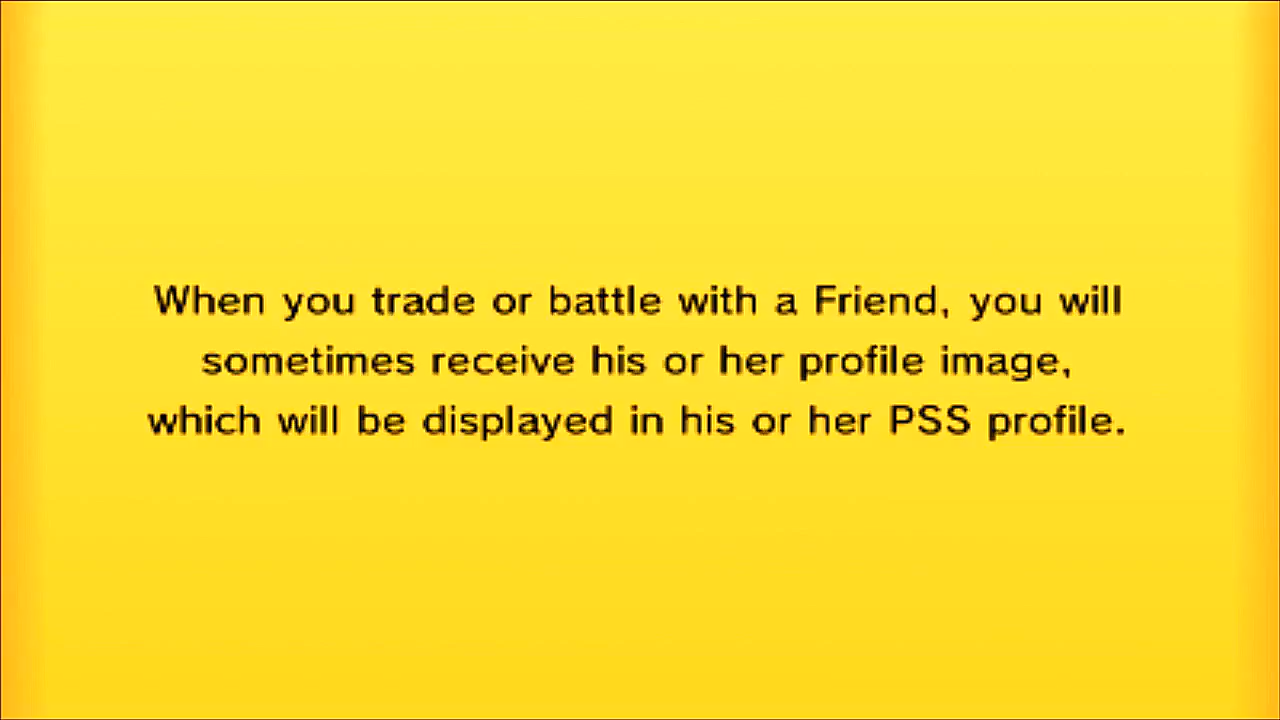 When you trade or battle with a Friend, you will
sometimes receive his or her profile image,
which will be displayed in his or her PSS profile.